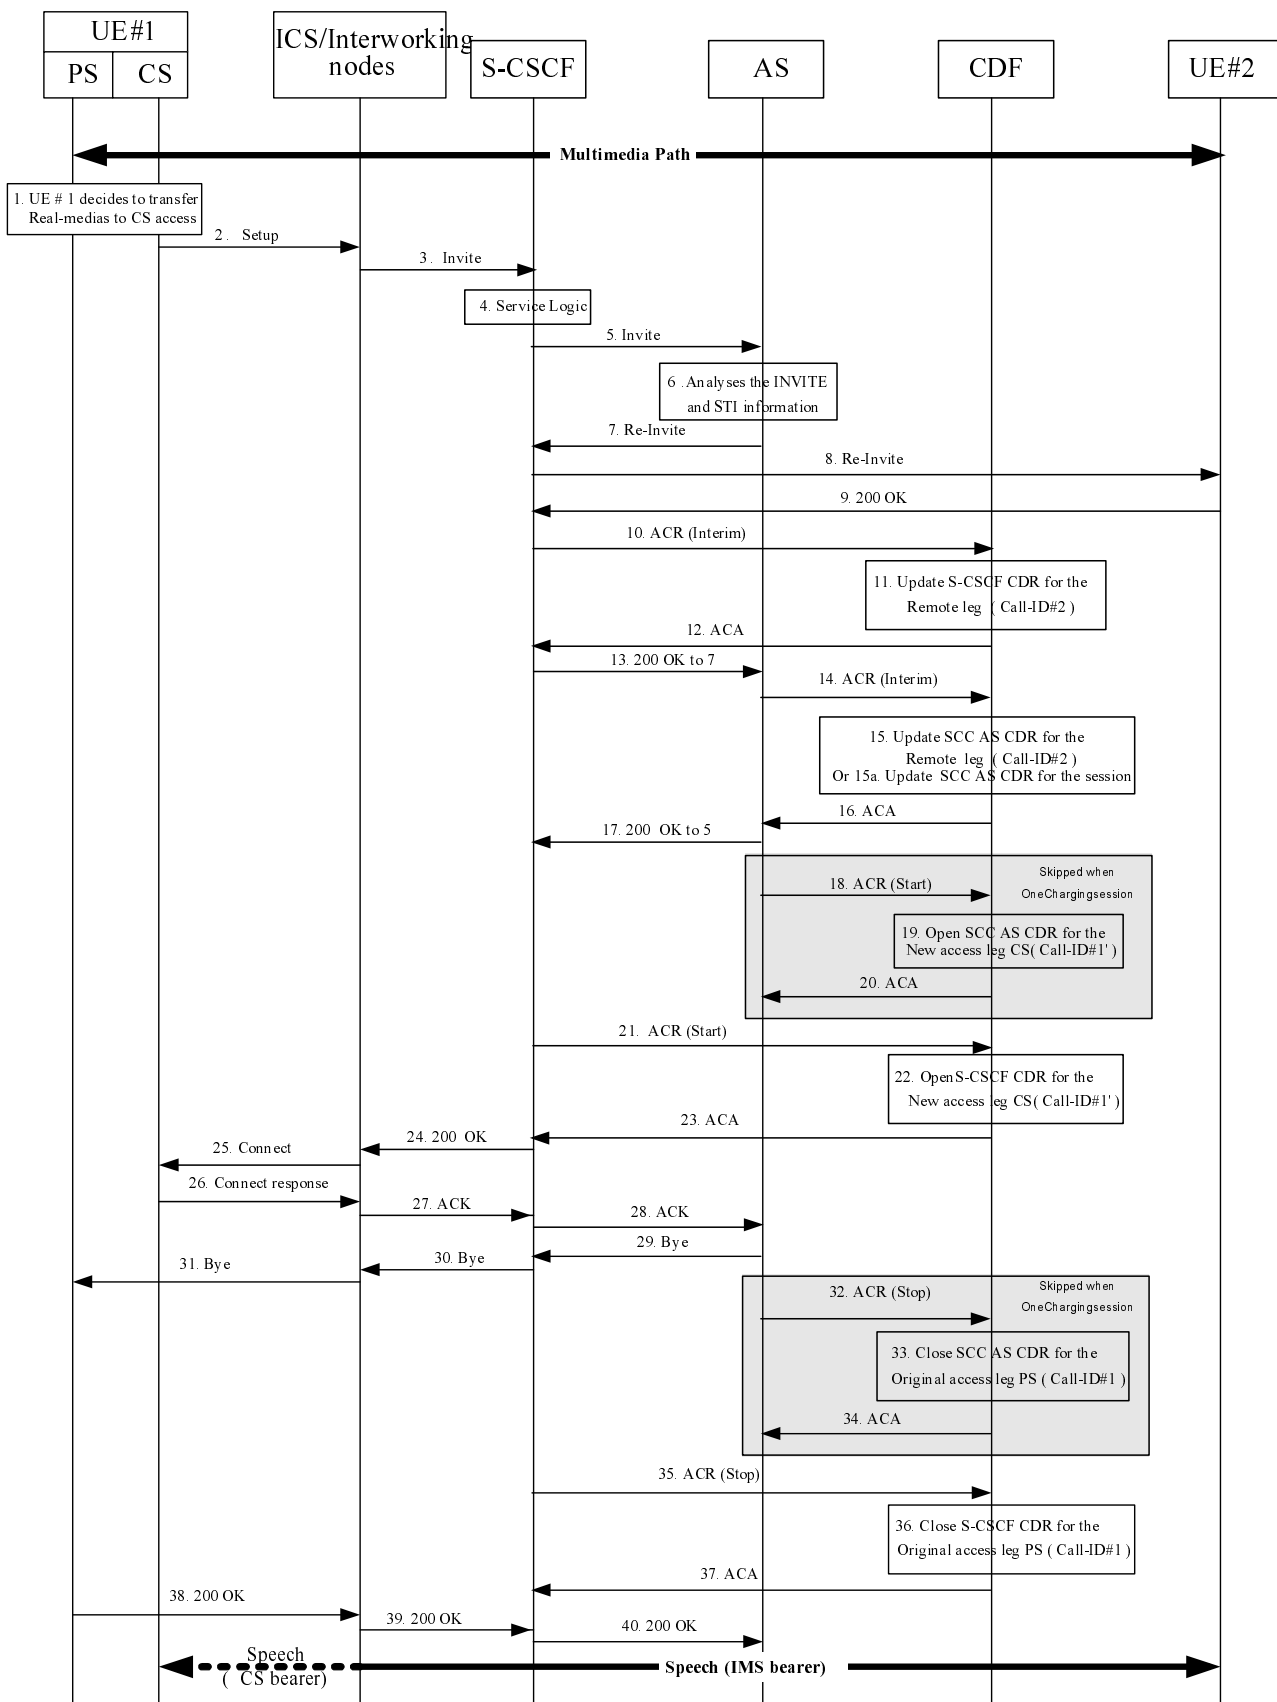 UE#1
PS
CS
ICS/Interworking
nodes
S-CSCF
AS
CDF
UE#2
Multimedia Path
1. UE # 1 decides to transfer
Real-medias to CS access
2 . Setup
3 . Invite
4. Service Logic
5. Invite
6 .Analyses the INVITE
and STI information
7. Re-Invite
8. Re-Invite
9. 200 OK
10. ACR (Interim)
11. Update S-CSCF CDR for the
Remote leg ( Call-ID#2 )
12. ACA
13. 200 OK to 7
14. ACR (Interim)
15. Update SCC AS CDR for the
Remote leg ( Call-ID#2 )
Or 15a. Update SCC AS CDR for the session
16. ACA
17. 200 OK to 5
Skipped when
OneChargingsession
18. ACR (Start)
19. Open SCC AS CDR for the
New access leg CS( Call-ID#1' )
20. ACA
21. ACR (Start)
22. OpenS-CSCF CDR for the
New access leg CS( Call-ID#1' )
23. ACA
24. 200 OK
25. Connect
26. Connect response
27. ACK
28. ACK
29. Bye
30. Bye
31. Bye
Skipped when
OneChargingsession
32. ACR (Stop)
33. Close SCC AS CDR for the
Original access leg PS ( Call-ID#1 )
34. ACA
35. ACR (Stop)
36. Close S-CSCF CDR for the
Original access leg PS ( Call-ID#1 )
37. ACA
38. 200 OK
39. 200 OK
40. 200 OK
Speech
( CS bearer)
Speech (IMS bearer)